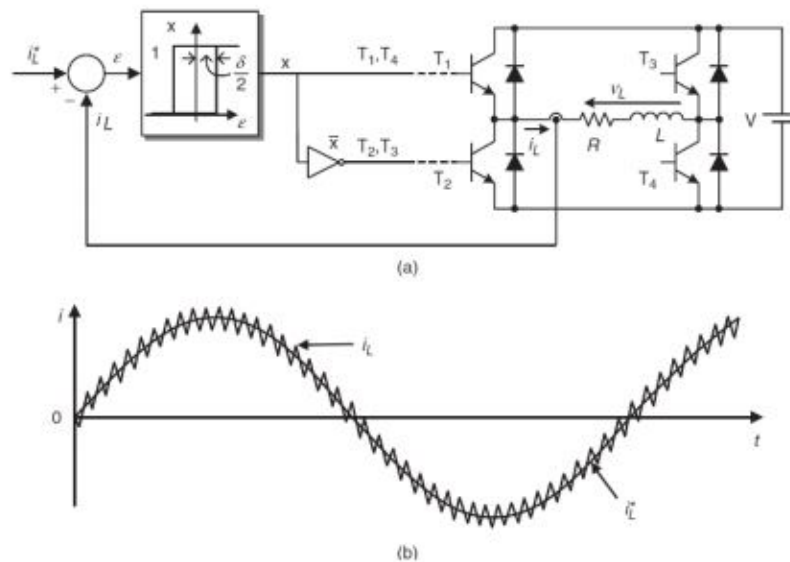 x
1
δ/2
ε
i*L
+
−
ε
iL
x
T1,T4
x̄
T2,T3
T1
T2
T3
T4
vL
iL
R
L
V
(a)
i
iL
0
t
i*L
(b)